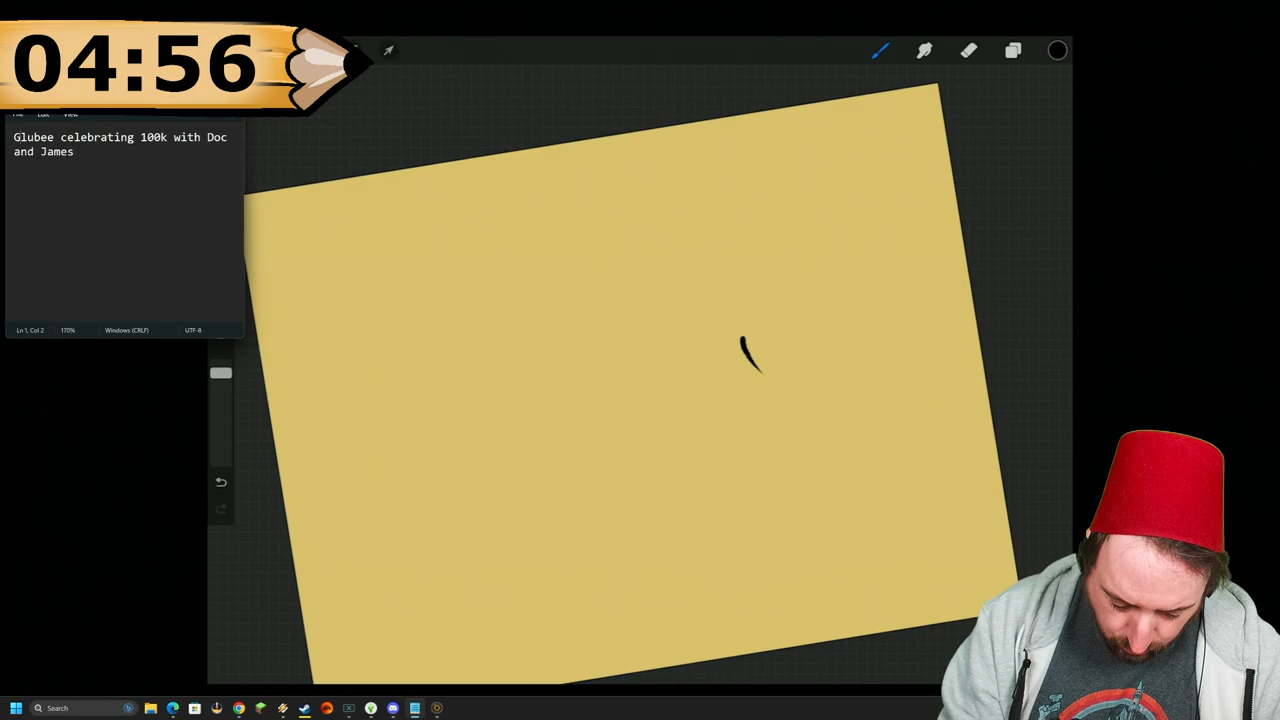 04:56
Glubee celebrating 100k with Doc
and James
Ln 1, Col 2
170%
Windows (CRLF)
UTF-8
Search